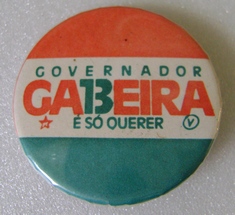 GOVERNADOR
GA13EIRA
É SÓ QUERER
V